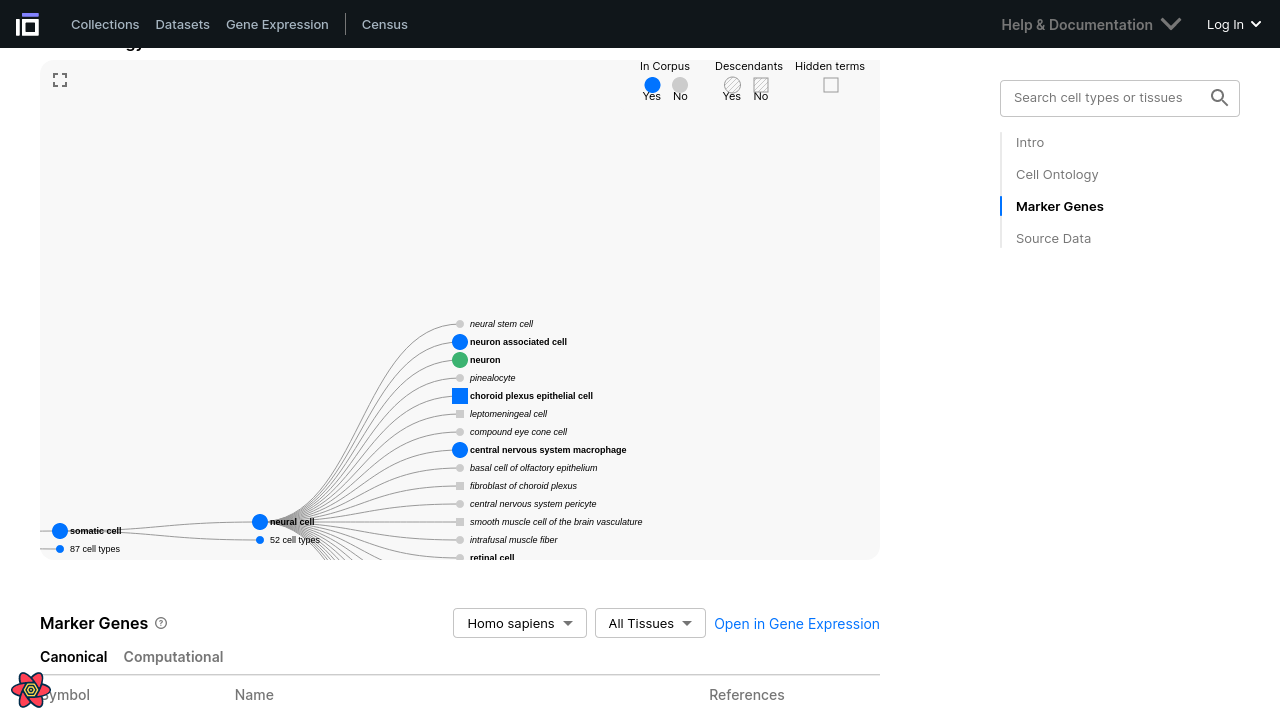 Collections Datasets Gene Expression Census Help & Documentation Log In
In Corpus Descendants Hidden terms
Yes No Yes No
Search cell types or tissues
Intro
Cell Ontology
Marker Genes
Source Data
neural stem cell
neuron associated cell
neuron
pinealocyte
choroid plexus epithelial cell
leptomeningeal cell
compound eye cone cell
central nervous system macrophage
basal cell of olfactory epithelium
fibroblast of choroid plexus
central nervous system pericyte
somatic cell neural cell smooth muscle cell of the brain vasculature
87 cell types 52 cell types intrafusal muscle fiber
retinal cell
Marker Genes Homo sapiens All Tissues Open in Gene Expression
Canonical Computational
Symbol Name References